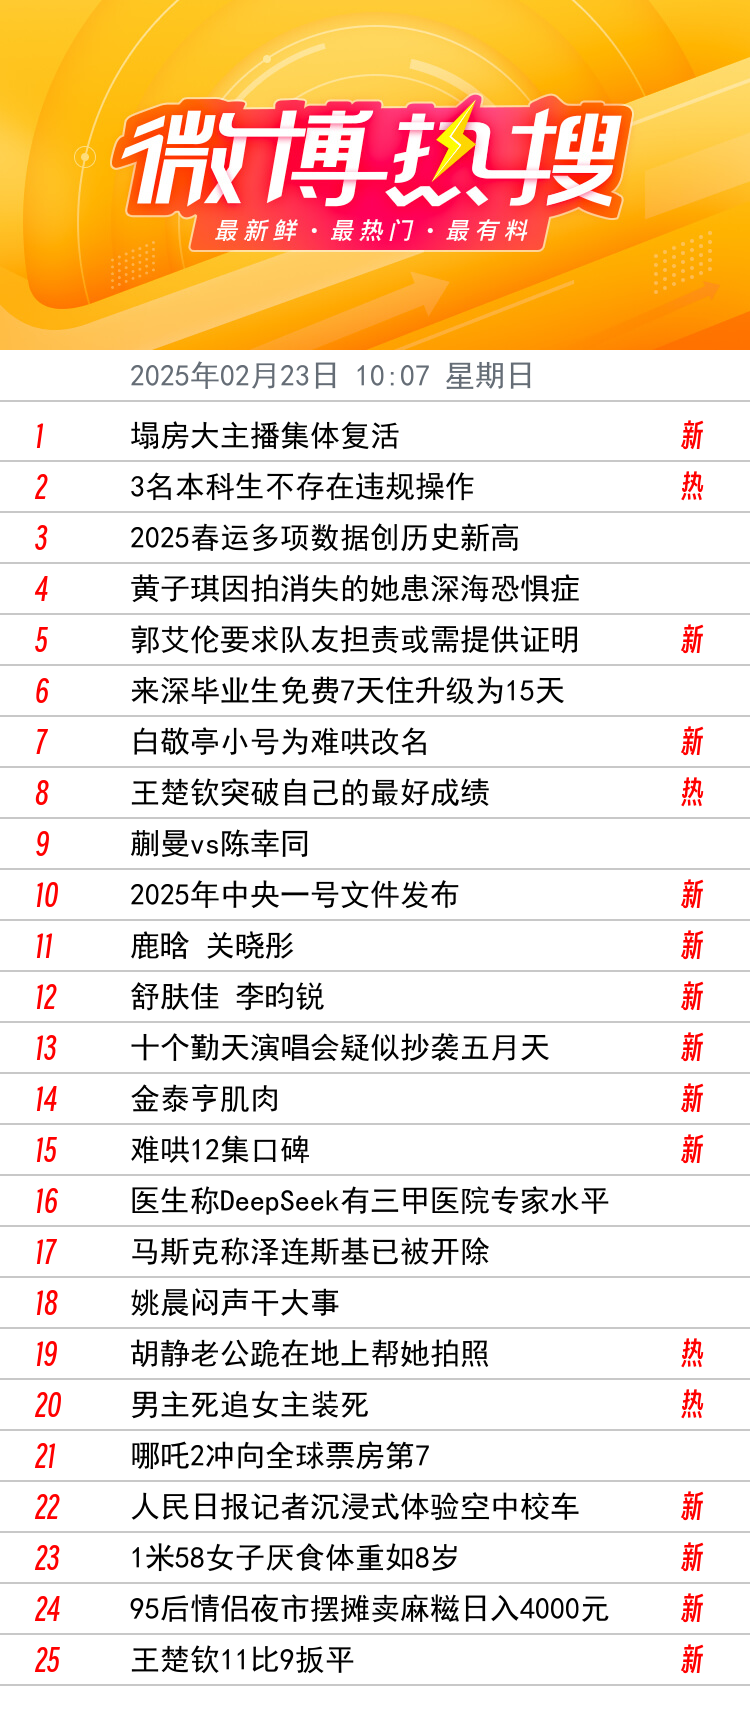 微博热搜
最新鲜·最热门·最有料
2025年02月23日 10:07 星期日
1 塌房大主播集体复活 新
2 3名本科生不存在违规操作 热
3 2025春运多项数据创历史新高
4 黄子琪因拍消失的她患深海恐惧症
5 郭艾伦要求队友担责或需提供证明 新
6 来深毕业生免费7天住升级为15天
7 白敬亭小号为难哄改名 新
8 王楚钦突破自己的最好成绩 热
9 蒯曼vs陈幸同
10 2025年中央一号文件发布 新
11 鹿晗 关晓彤 新
12 舒肤佳 李昀锐 新
13 十个勤天演唱会疑似抄袭五月天 新
14 金泰亨肌肉 新
15 难哄12集口碑 新
16 医生称DeepSeek有三甲医院专家水平
17 马斯克称泽连斯基已被开除
18 姚晨闷声干大事
19 胡静老公跪在地上帮她拍照 热
20 男主死追女主装死 热
21 哪吒2冲向全球票房第7
22 人民日报记者沉浸式体验空中校车 新
23 1米58女子厌食体重如8岁 新
24 95后情侣夜市摆摊卖麻糍日入4000元 新
25 王楚钦11比9扳平 新